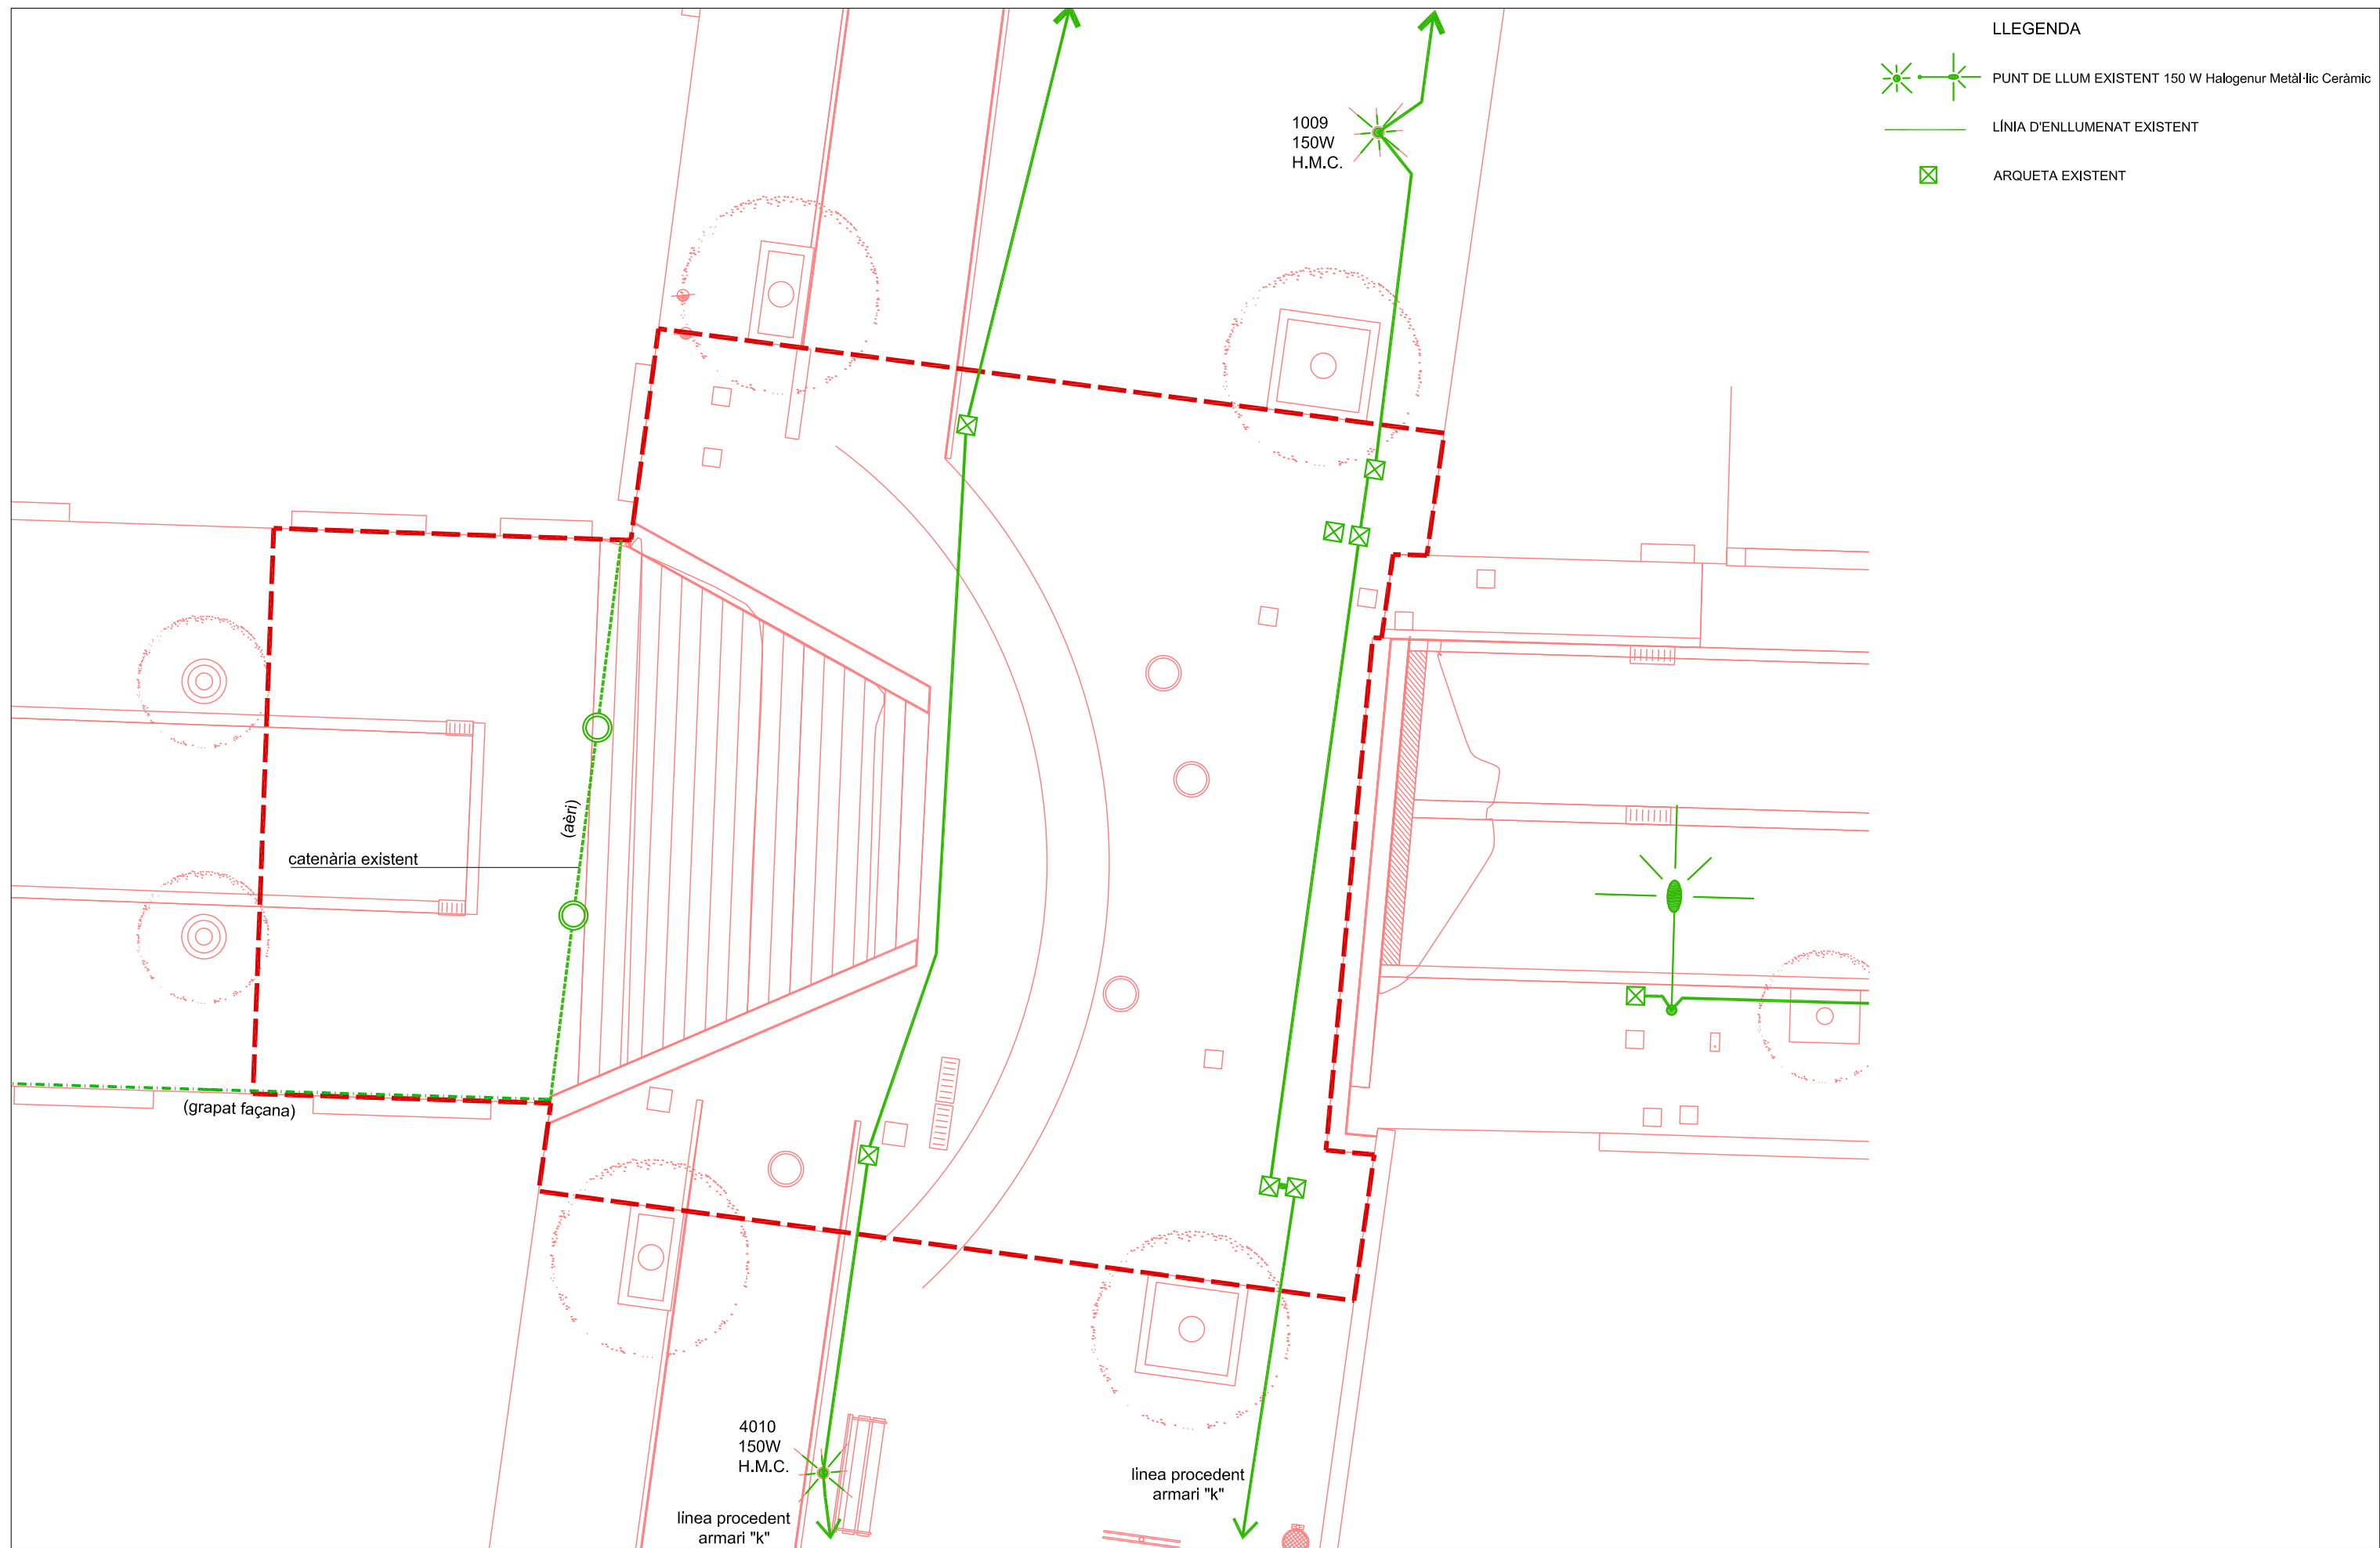 LLEGENDA
PUNT DE LLUM EXISTENT 150 W Halogenur Metàl·lic Ceràmic
LÍNIA D'ENLLUMENAT EXISTENT
ARQUETA EXISTENT
1009
150W
H.M.C.
(aèri)
catenària existent
(grapat façana)
4010
150W
H.M.C.
linea procedent
armari "k"
linea procedent
armari "k"